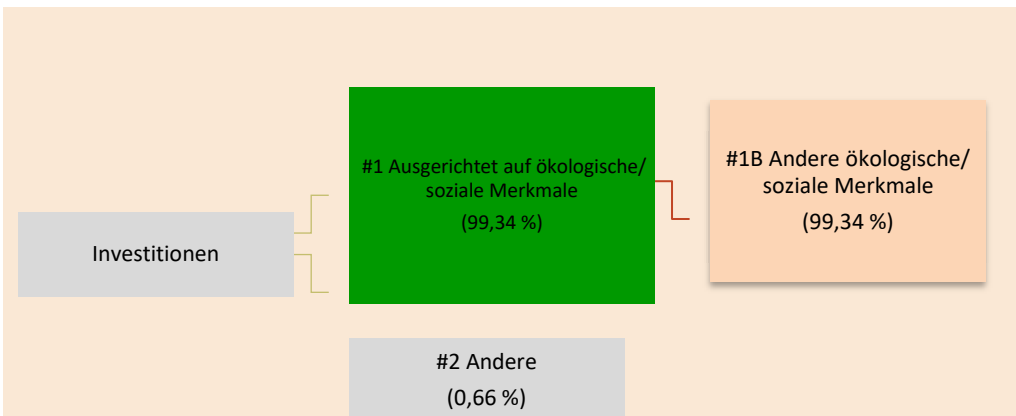 Investitionen
#1 Ausgerichtet auf ökologische/
soziale Merkmale
(99,34 %)
#1B Andere ökologische/
soziale Merkmale
(99,34 %)
#2 Andere
(0,66 %)